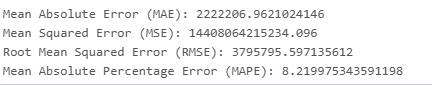 Mean Absolute Error (MAE): 2222206.9621024146
Mean Squared Error (MSE): 14408064215234.096
Root Mean Squared Error (RMSE): 3795795.597135612
Mean Absolute Percentage Error (MAPE): 8.219975343591198